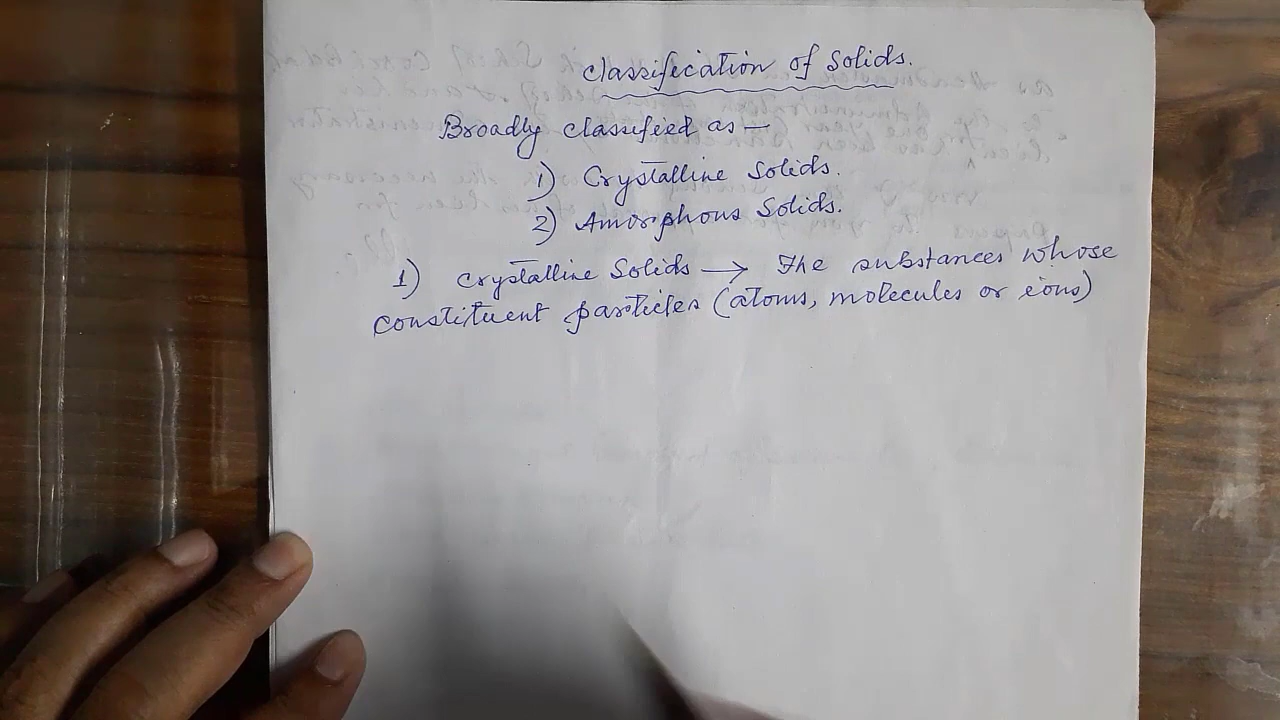 Classification of Solids.
Broadly classified as —
1) Crystalline Solids.
2) Amorphous Solids.
1) Crystalline Solids → The substances whose
constituent particles (atoms, molecules or ions)